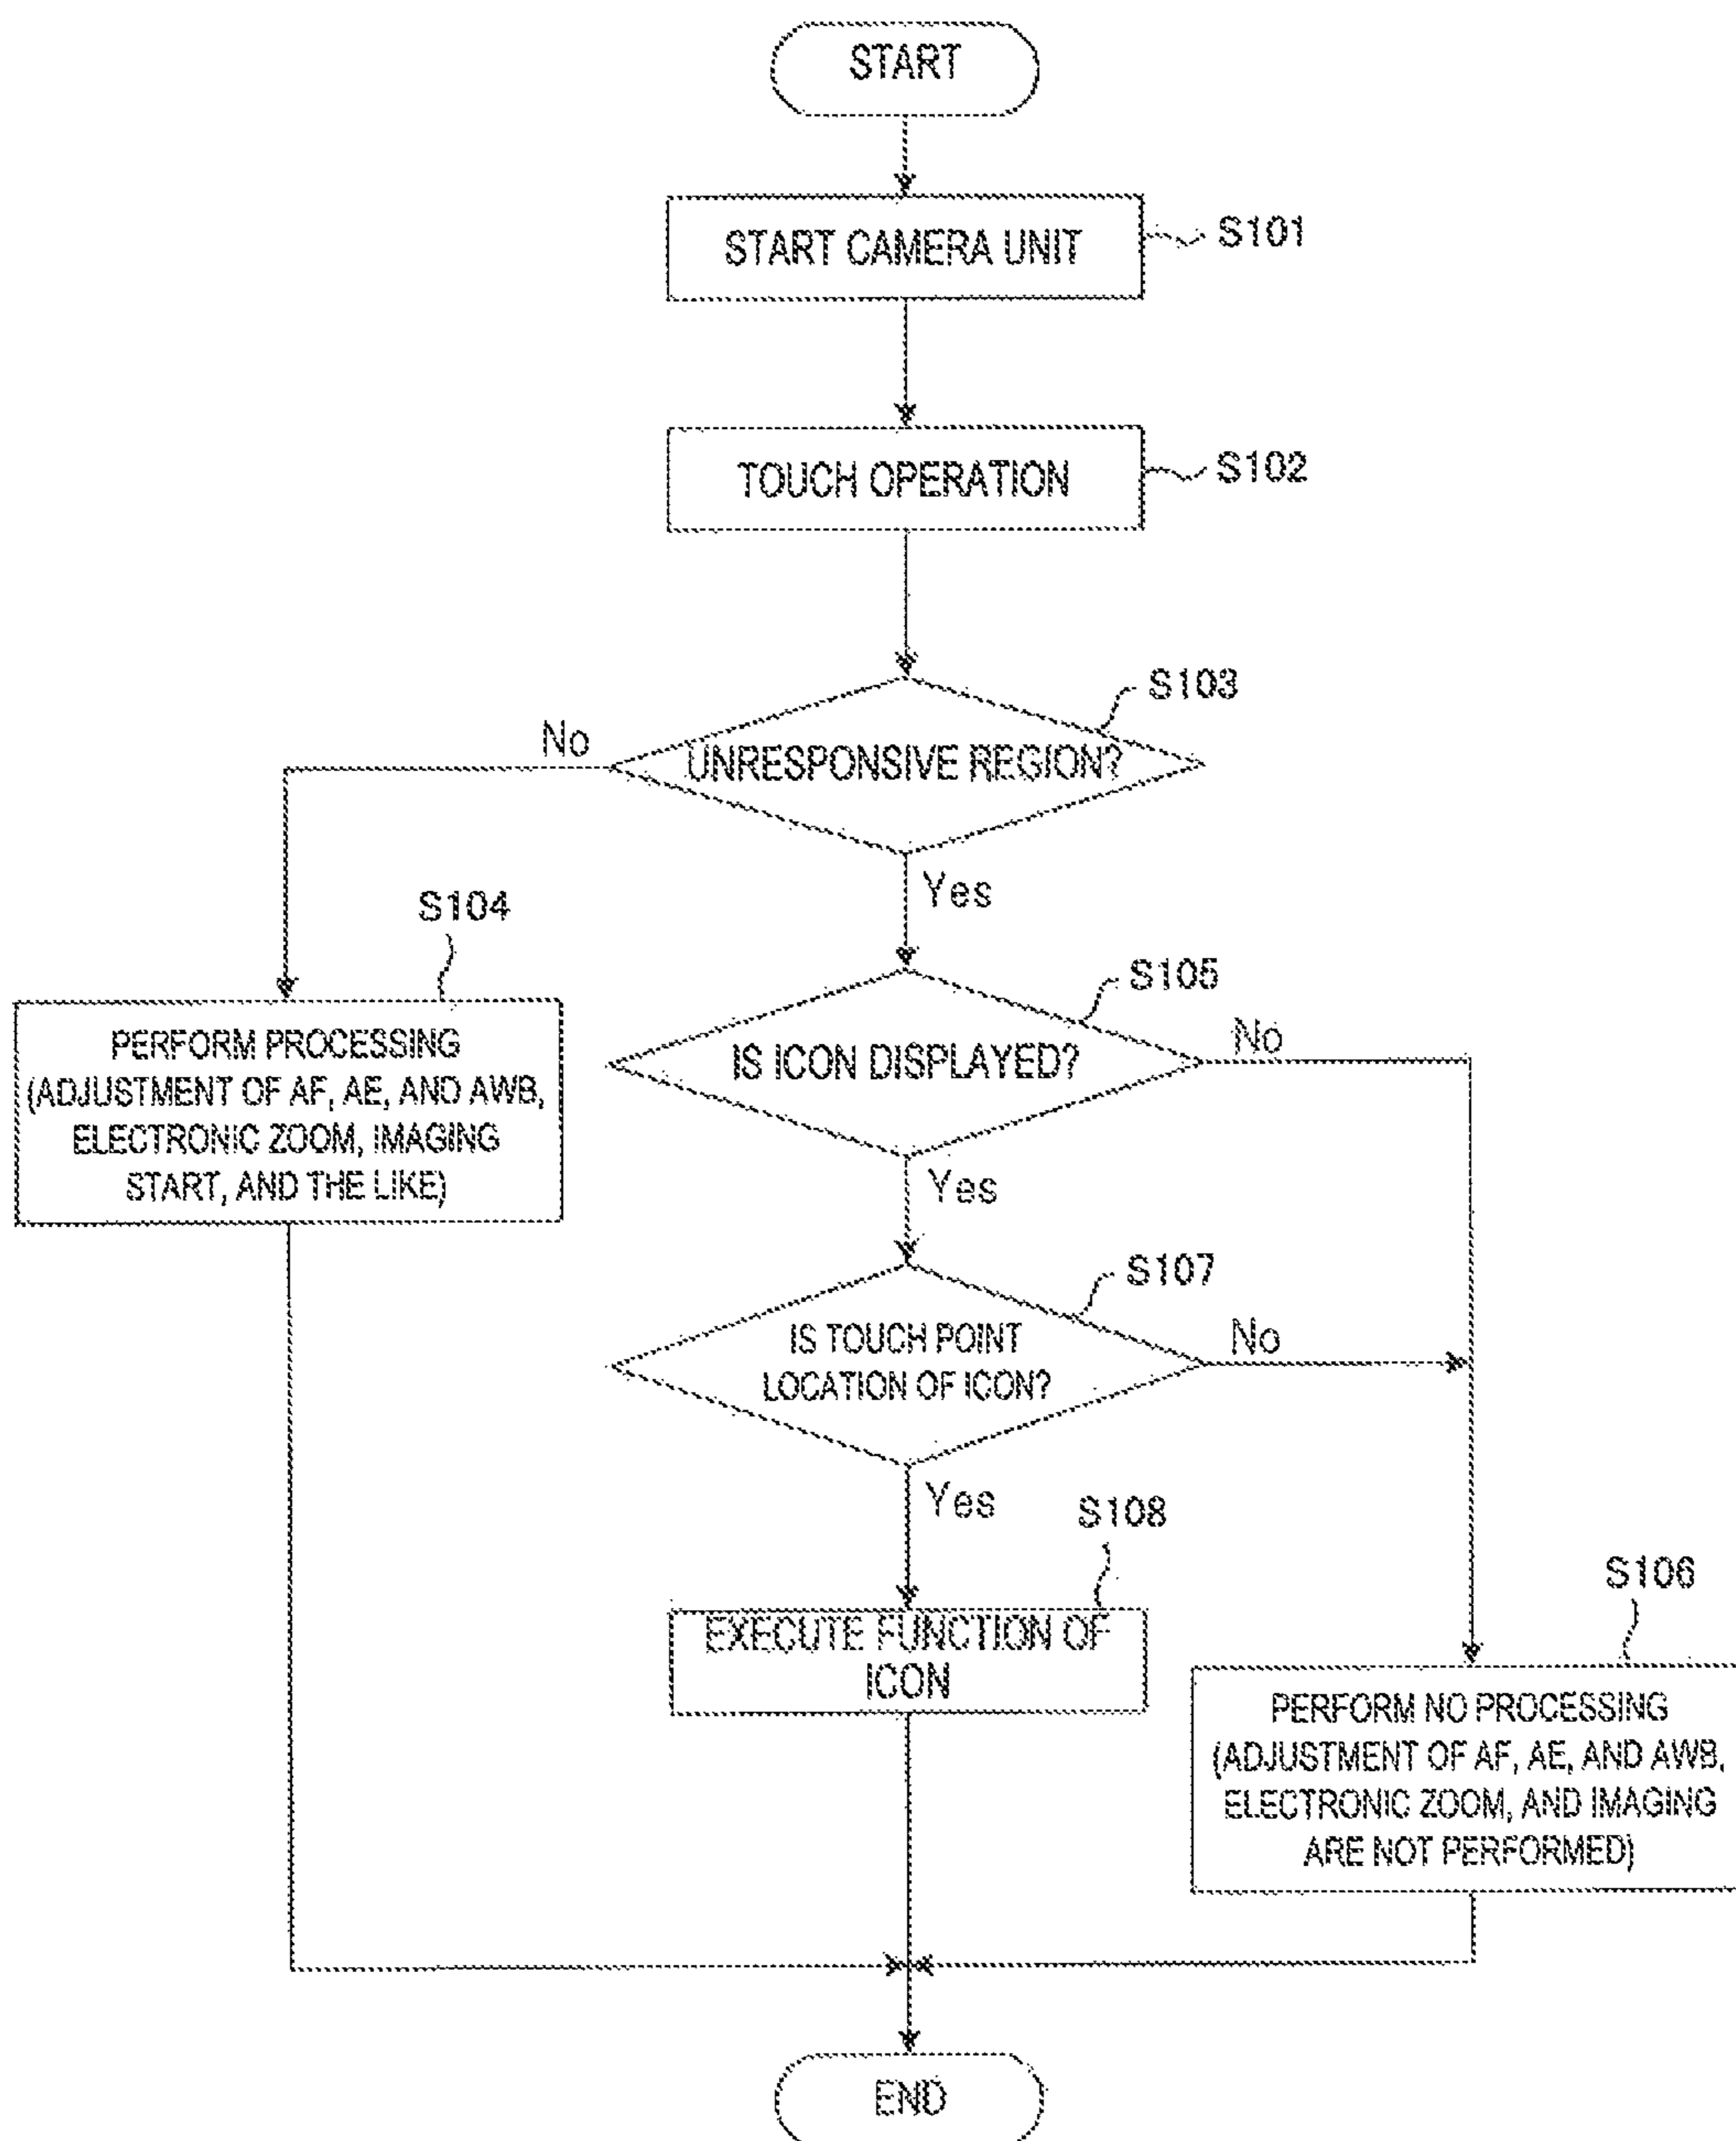 START
START CAMERA UNIT
S101
TOUCH OPERATION
S102
S103
UNRESPONSIVE REGION?
No
Yes
S104
PERFORM PROCESSING
(ADJUSTMENT OF AF, AE, AND AWB,
ELECTRONIC ZOOM, IMAGING
START, AND THE LIKE)
S105
IS ICON DISPLAYED?
No
Yes
S107
IS TOUCH POINT
LOCATION OF ICON?
No
Yes
S108
EXECUTE FUNCTION OF
ICON
S106
PERFORM NO PROCESSING
(ADJUSTMENT OF AF, AE, AND AWB,
ELECTRONIC ZOOM, AND IMAGING
ARE NOT PERFORMED)
END